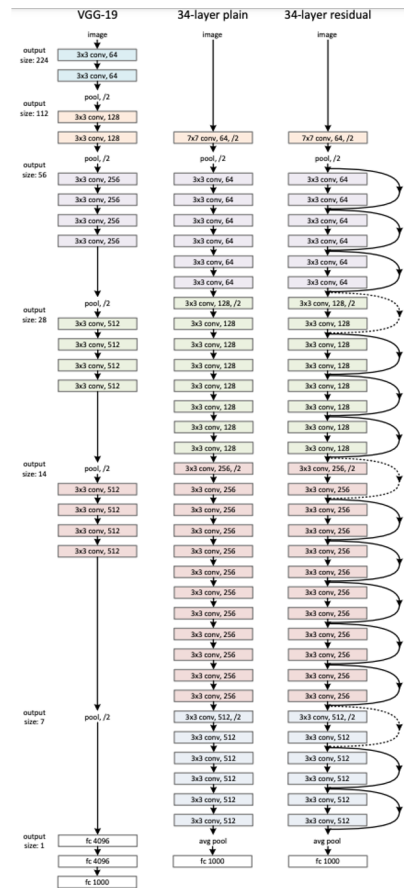 VGG-19
34-layer plain
34-layer residual
output
size: 224
image
3x3 conv, 64
3x3 conv, 64
output
size: 112
pool, /2
3x3 conv, 128
3x3 conv, 128
output
size: 56
pool, /2
3x3 conv, 256
3x3 conv, 256
3x3 conv, 256
3x3 conv, 256
output
size: 28
pool, /2
3x3 conv, 512
3x3 conv, 512
3x3 conv, 512
3x3 conv, 512
output
size: 14
pool, /2
3x3 conv, 512
3x3 conv, 512
3x3 conv, 512
3x3 conv, 512
output
size: 7
pool, /2
output
size: 1
fc 4096
fc 4096
fc 1000
image
7x7 conv, 64, /2
pool, /2
3x3 conv, 64
3x3 conv, 64
3x3 conv, 64
3x3 conv, 64
3x3 conv, 64
3x3 conv, 64
3x3 conv, 128, /2
3x3 conv, 128
3x3 conv, 128
3x3 conv, 128
3x3 conv, 128
3x3 conv, 128
3x3 conv, 128
3x3 conv, 128
3x3 conv, 256, /2
3x3 conv, 256
3x3 conv, 256
3x3 conv, 256
3x3 conv, 256
3x3 conv, 256
3x3 conv, 256
3x3 conv, 256
3x3 conv, 256
3x3 conv, 256
3x3 conv, 256
3x3 conv, 256
3x3 conv, 512, /2
3x3 conv, 512
3x3 conv, 512
3x3 conv, 512
3x3 conv, 512
3x3 conv, 512
avg pool
fc 1000
image
7x7 conv, 64, /2
pool, /2
3x3 conv, 64
3x3 conv, 64
3x3 conv, 64
3x3 conv, 64
3x3 conv, 64
3x3 conv, 64
3x3 conv, 128, /2
3x3 conv, 128
3x3 conv, 128
3x3 conv, 128
3x3 conv, 128
3x3 conv, 128
3x3 conv, 128
3x3 conv, 128
3x3 conv, 256, /2
3x3 conv, 256
3x3 conv, 256
3x3 conv, 256
3x3 conv, 256
3x3 conv, 256
3x3 conv, 256
3x3 conv, 256
3x3 conv, 256
3x3 conv, 256
3x3 conv, 256
3x3 conv, 256
3x3 conv, 512, /2
3x3 conv, 512
3x3 conv, 512
3x3 conv, 512
3x3 conv, 512
3x3 conv, 512
avg pool
fc 1000